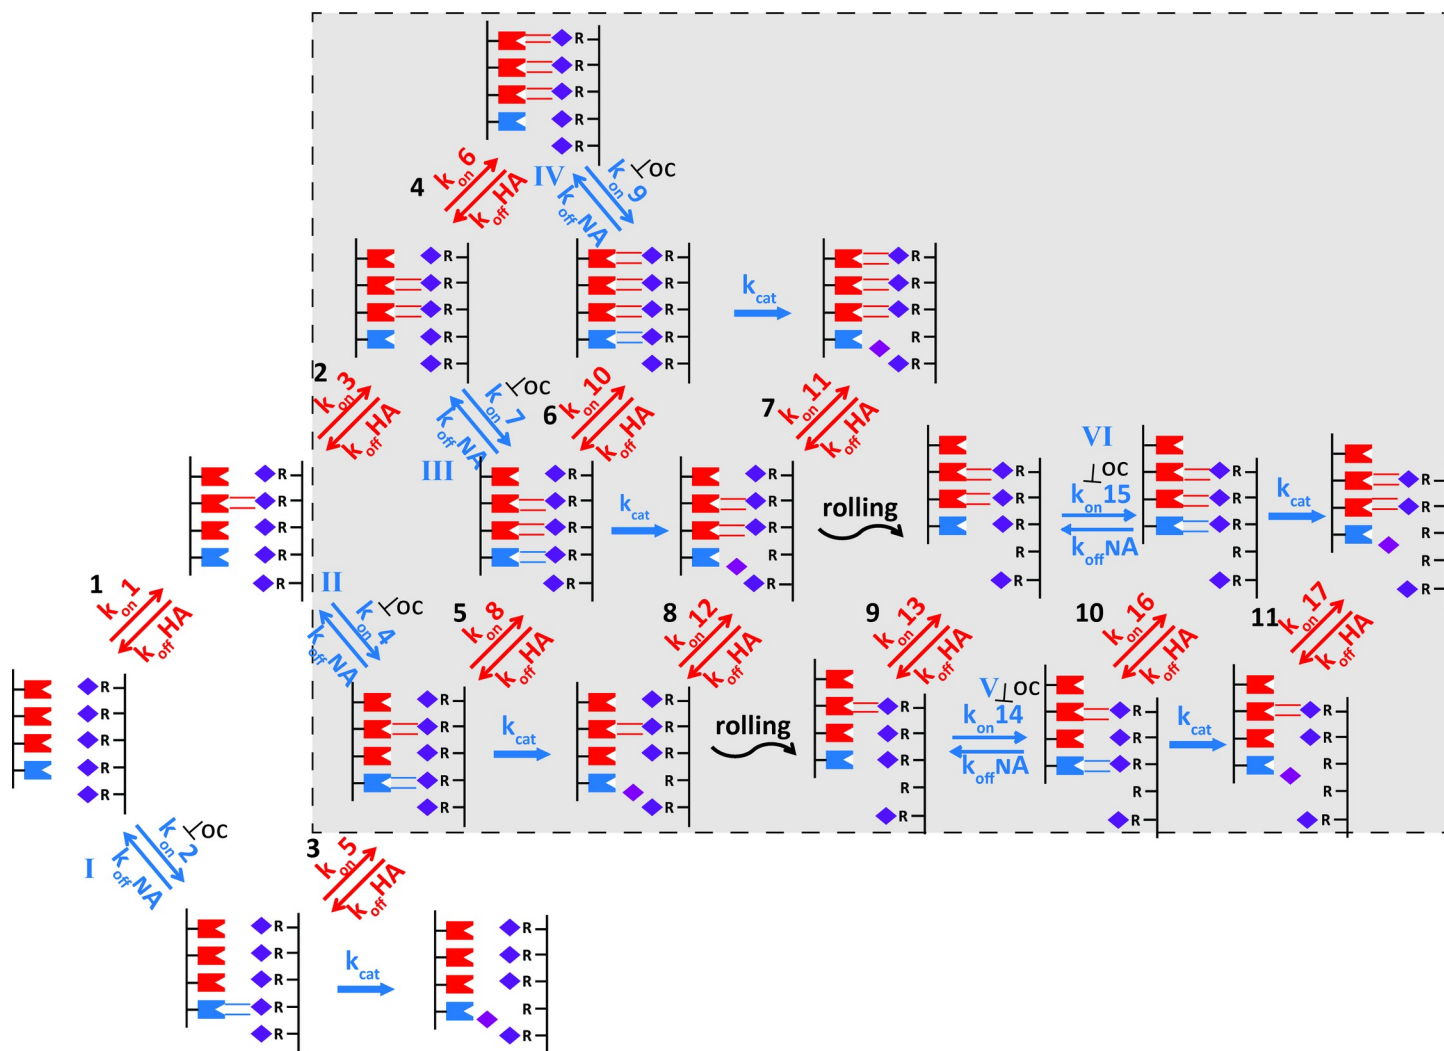 R
R
R
R
R
4
k on 6
k off HA
IV
k on 9
OC
k off NA
R
R
R
R
R
R
R
R
R
R
k cat
R
R
R
R
R
2
k on 3
k off HA
k on 7
OC
k off NA
6
k on 10
k off HA
7
k on 11
k off HA
R
R
R
R
R
III
R
R
R
R
R
k cat
R
R
R
R
R
rolling
R
R
R
R
R
VI
OC
k on 15
k off NA
R
R
R
R
R
k cat
R
R
R
R
R
1
k on 1
k off HA
II
k on 4
OC
k off NA
5
k on 8
k off HA
8
k on 12
k off HA
9
k on 13
k off HA
10
k on 16
k off HA
11
k on 17
k off HA
R
R
R
R
R
R
R
R
R
R
k cat
R
R
R
R
R
rolling
R
R
R
R
R
V
OC
k on 14
k off NA
R
R
R
R
R
k cat
R
R
R
R
R
I
k on 2
OC
k off NA
3
k on 5
k off HA
R
R
R
R
R
k cat
R
R
R
R
R